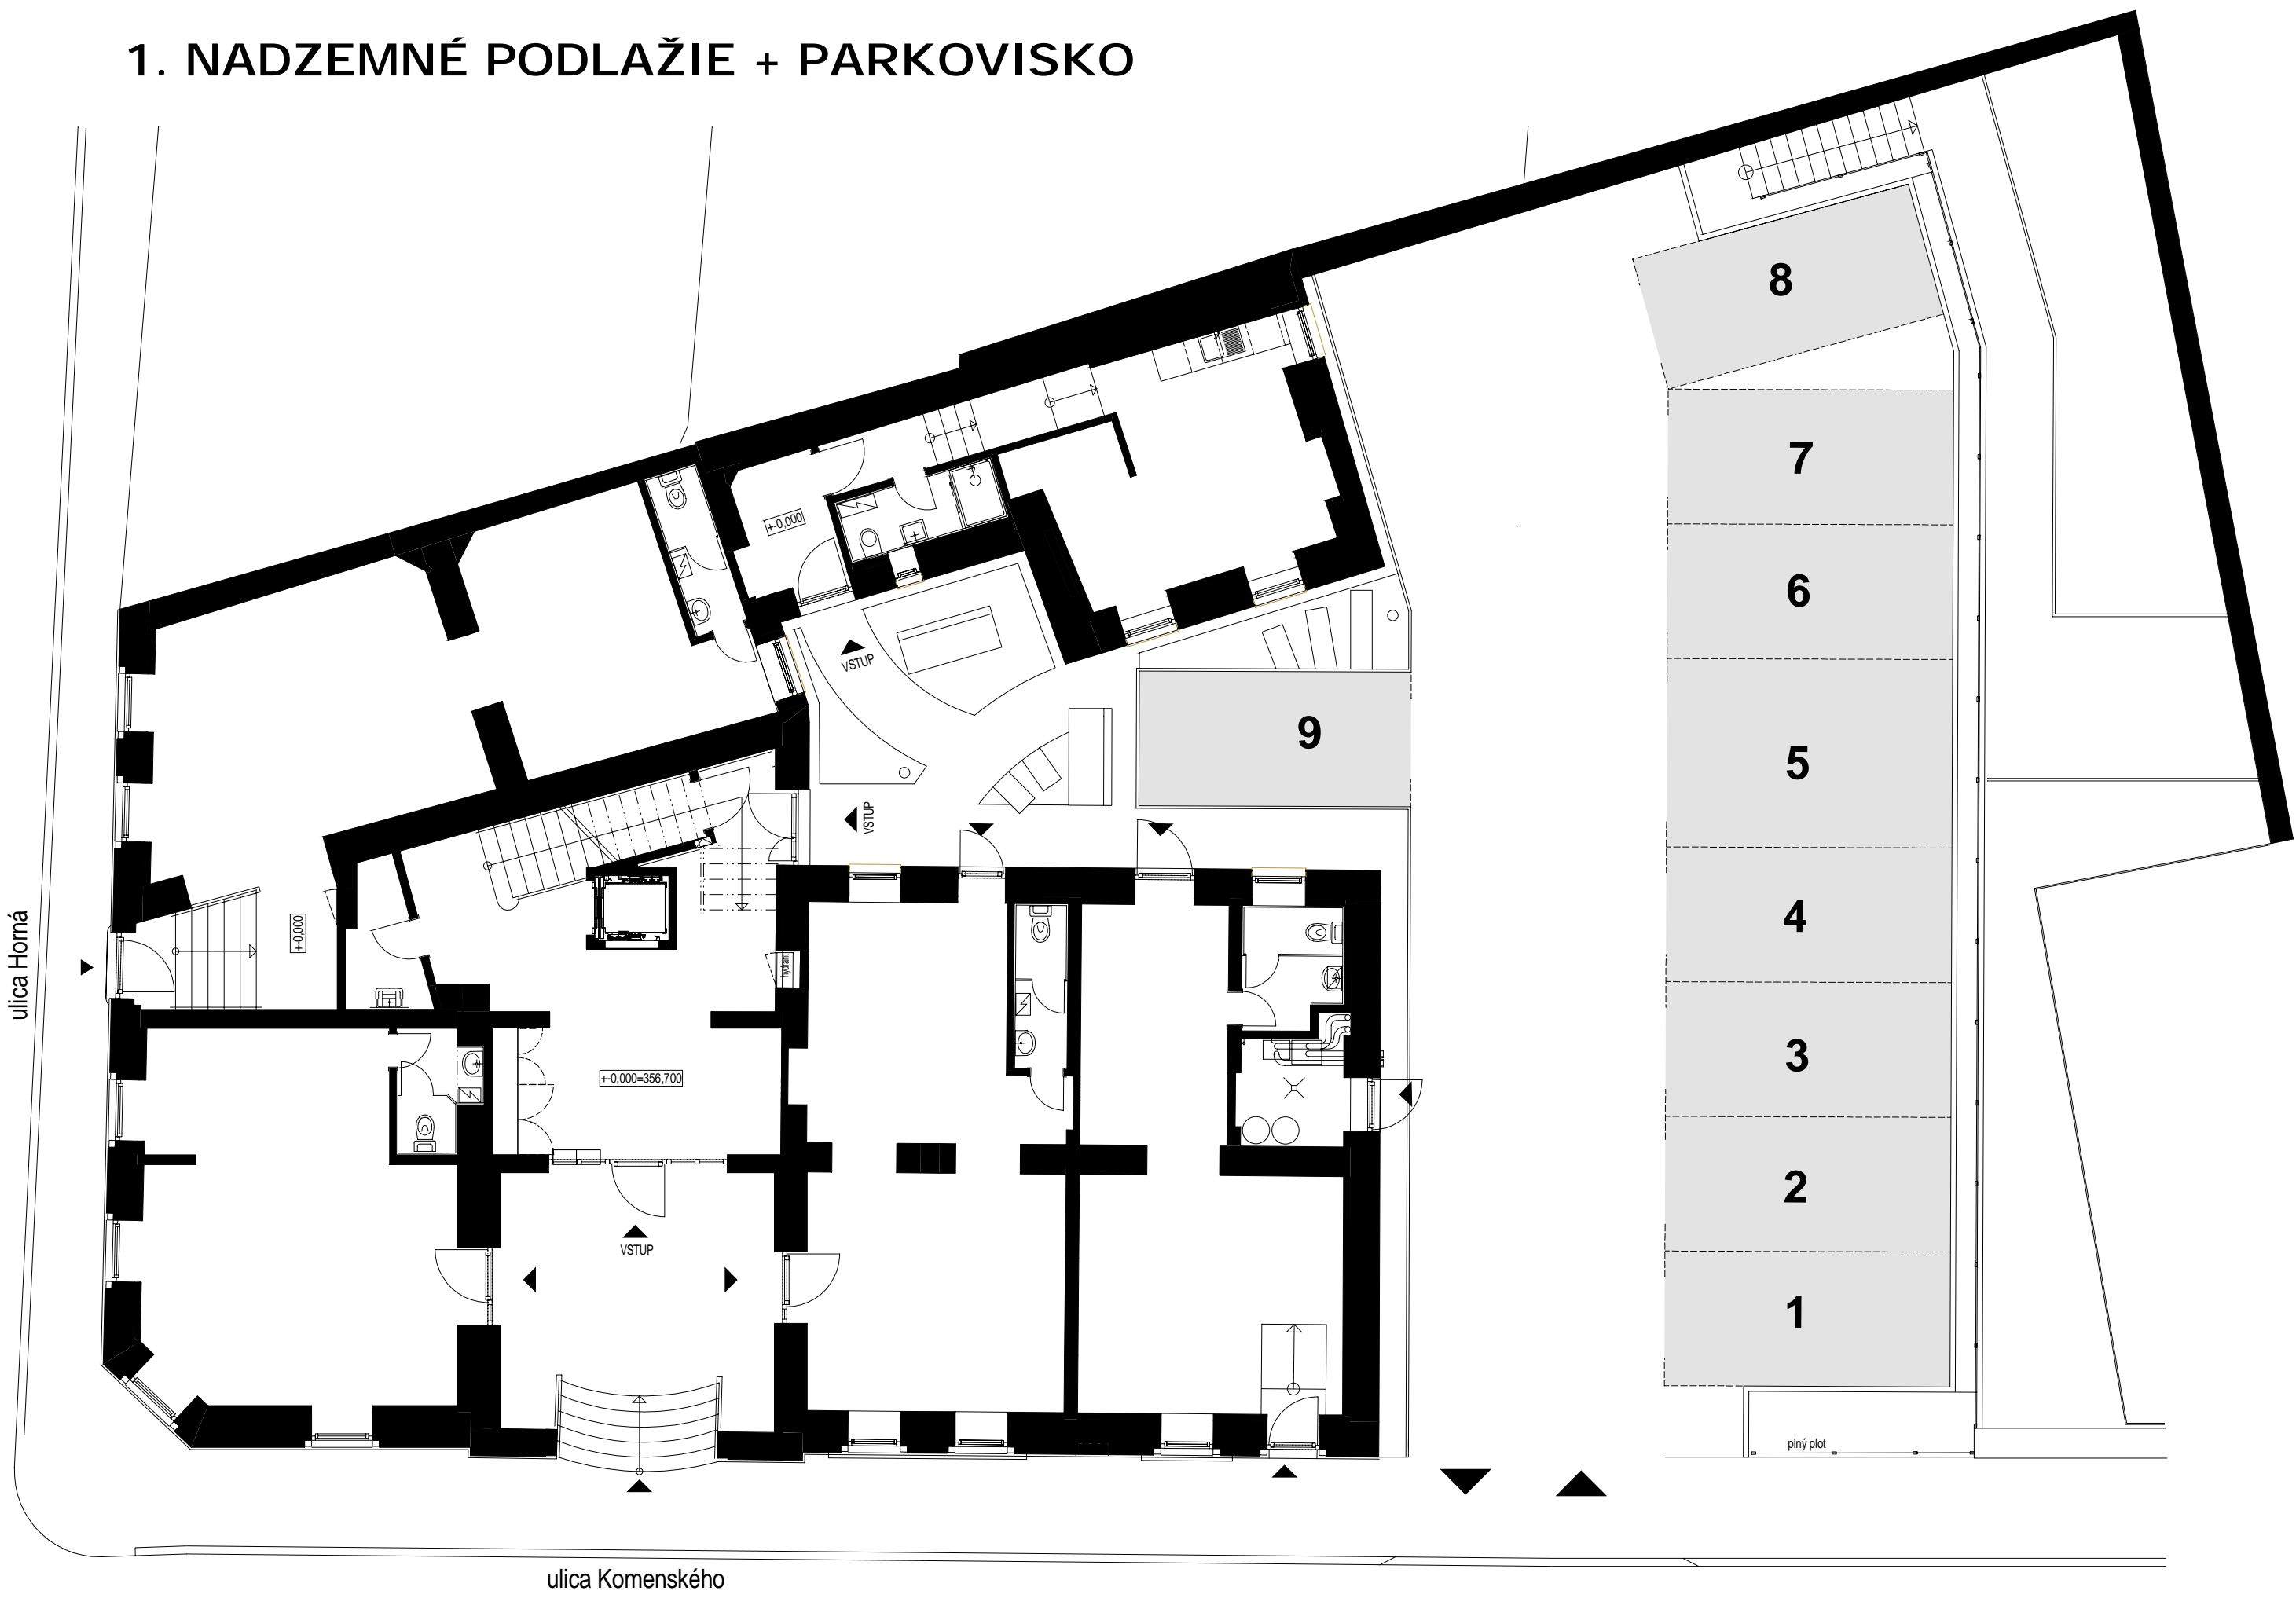 1. NADZEMNÉ PODLAŽIE + PARKOVISKO
8
7
+-0,000
6
VSTUP
9
5
VSTUP
4
+-0,000
ulica Horná
hydrant
3
+-0,000=356,700
2
VSTUP
1
plný plot
ulica Komenského